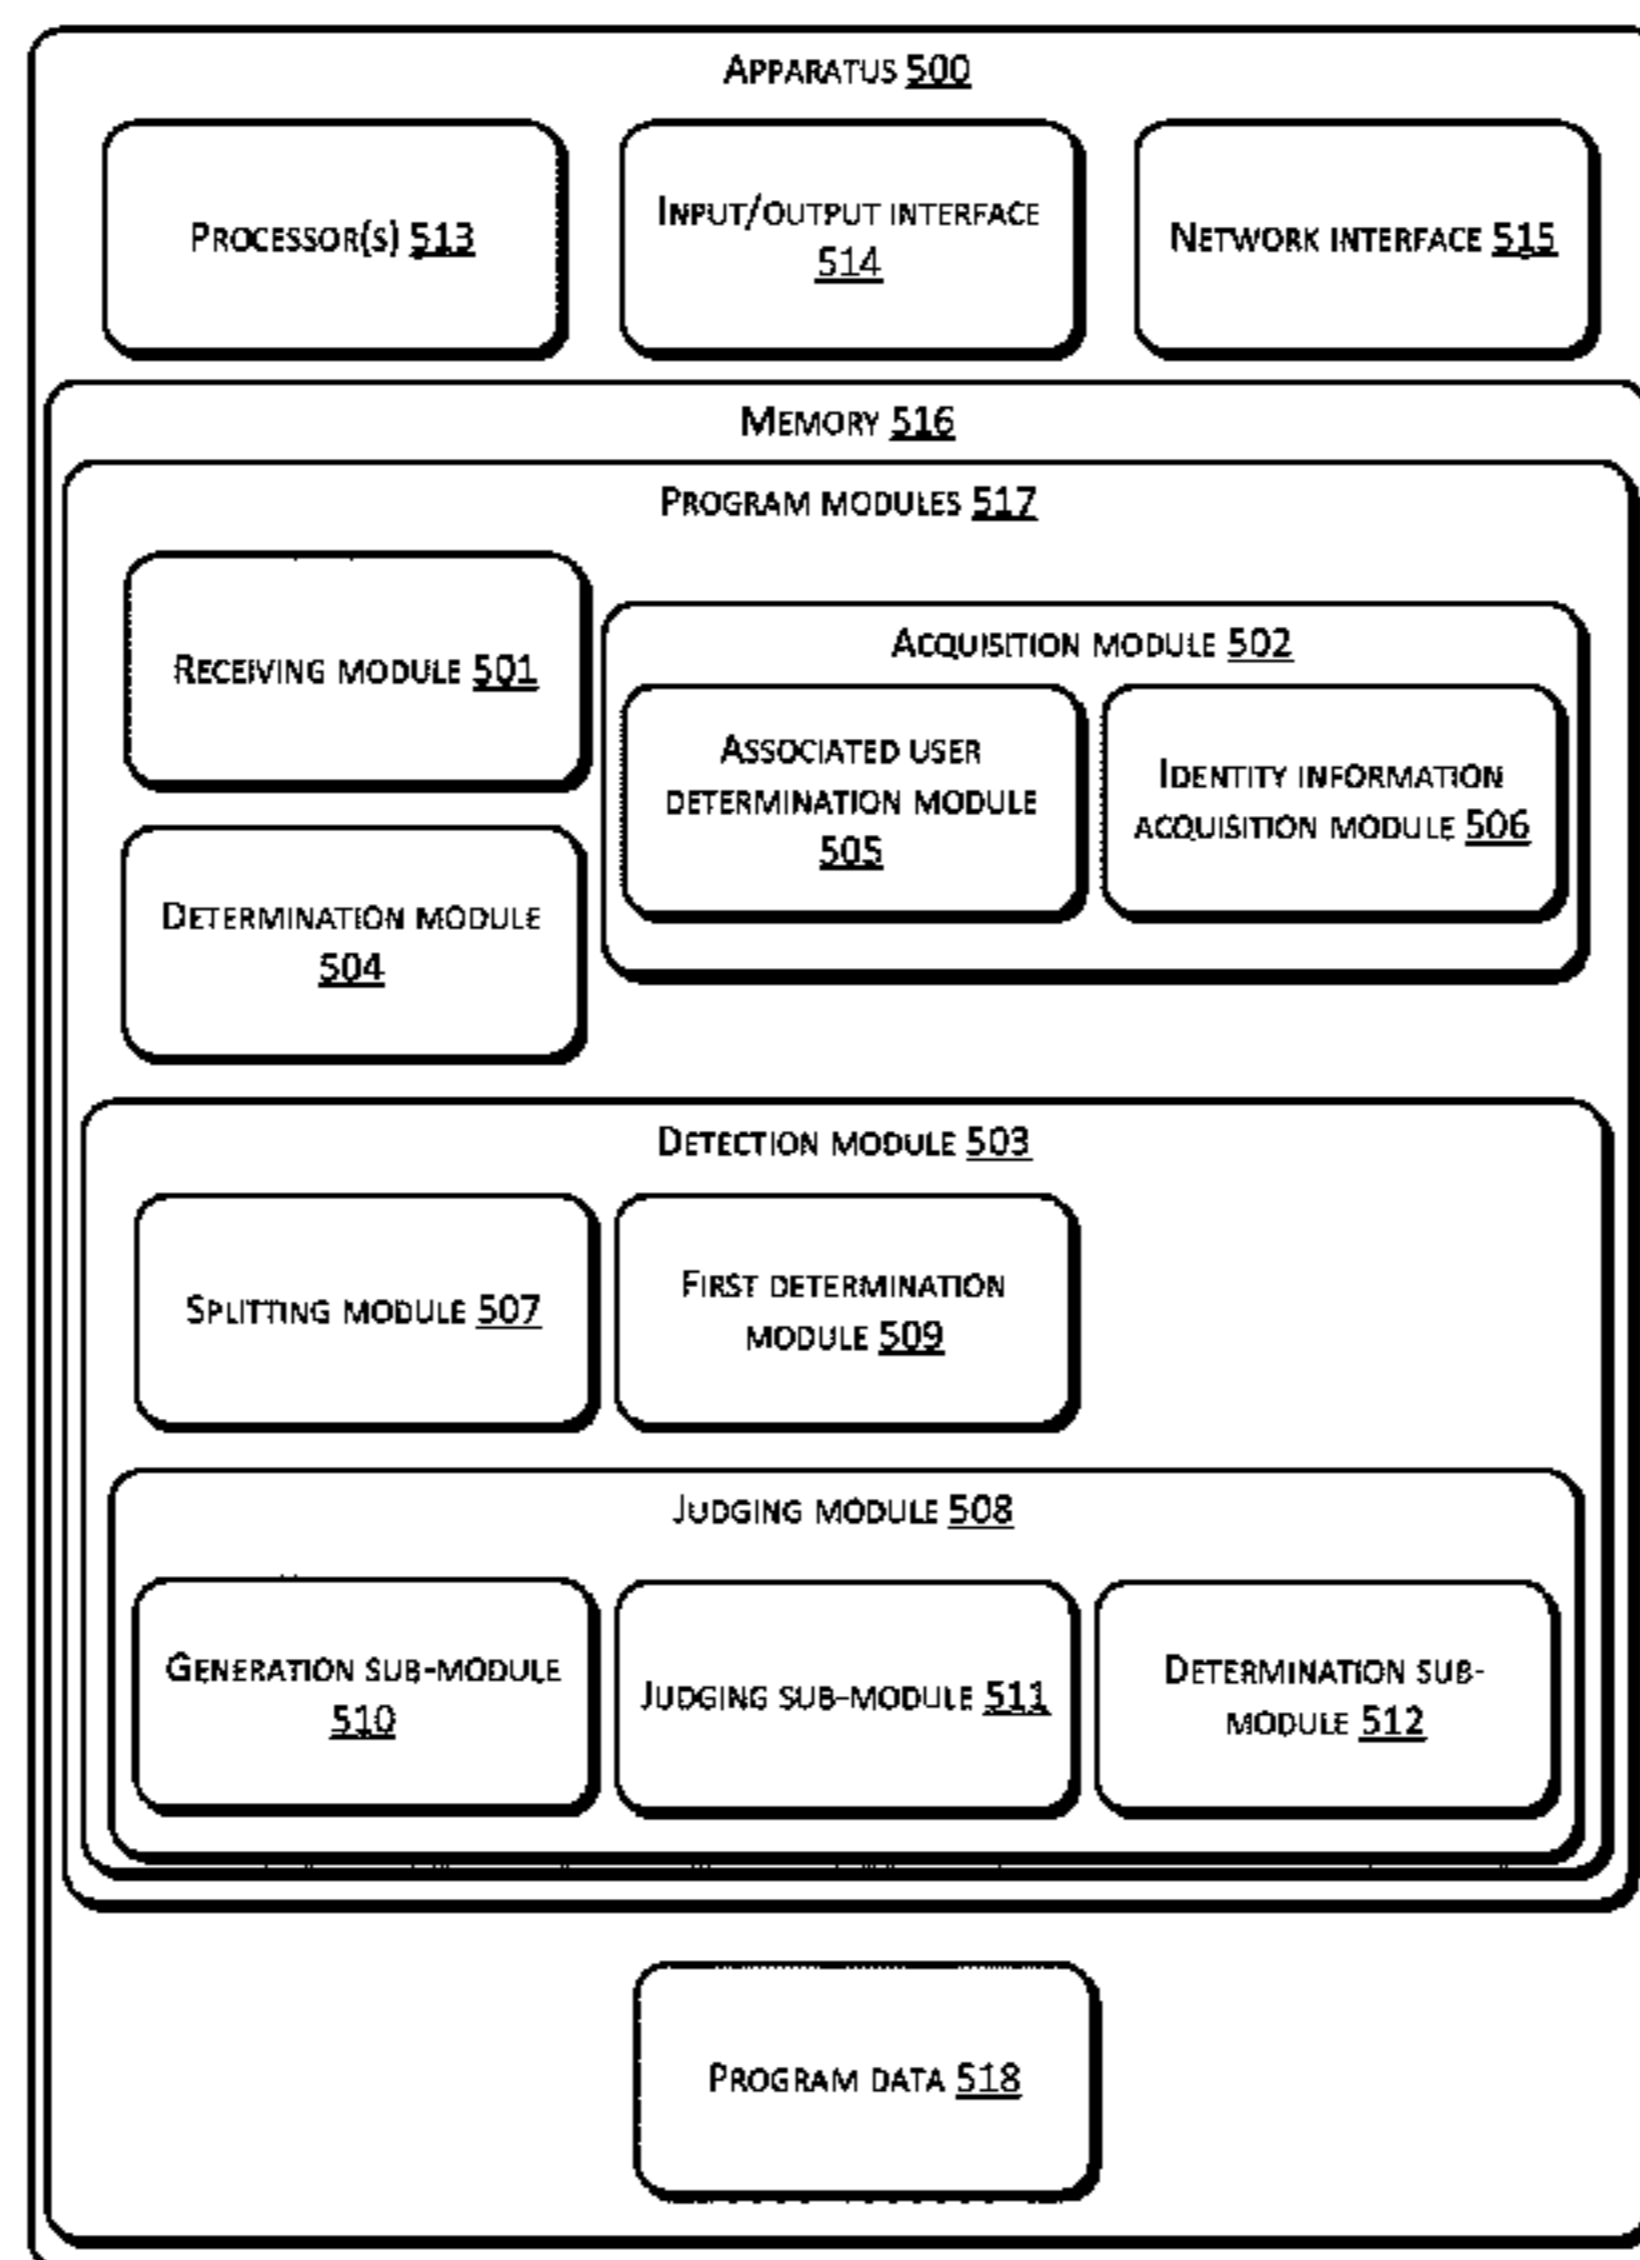 APPARATUS 500
PROCESSOR(S) 513
INPUT/OUTPUT INTERFACE
514
NETWORK INTERFACE 515
MEMORY 516
PROGRAM MODULES 517
RECEIVING MODULE 501
ACQUISITION MODULE 502
ASSOCIATED USER
DETERMINATION MODULE
505
IDENTITY INFORMATION
ACQUISITION MODULE 506
DETERMINATION MODULE
504
DETECTION MODULE 503
SPLITTING MODULE 507
FIRST DETERMINATION
MODULE 509
JUDGING MODULE 508
GENERATION SUB-MODULE
510
JUDGING SUB-MODULE 511
DETERMINATION SUB-
MODULE 512
PROGRAM DATA 518